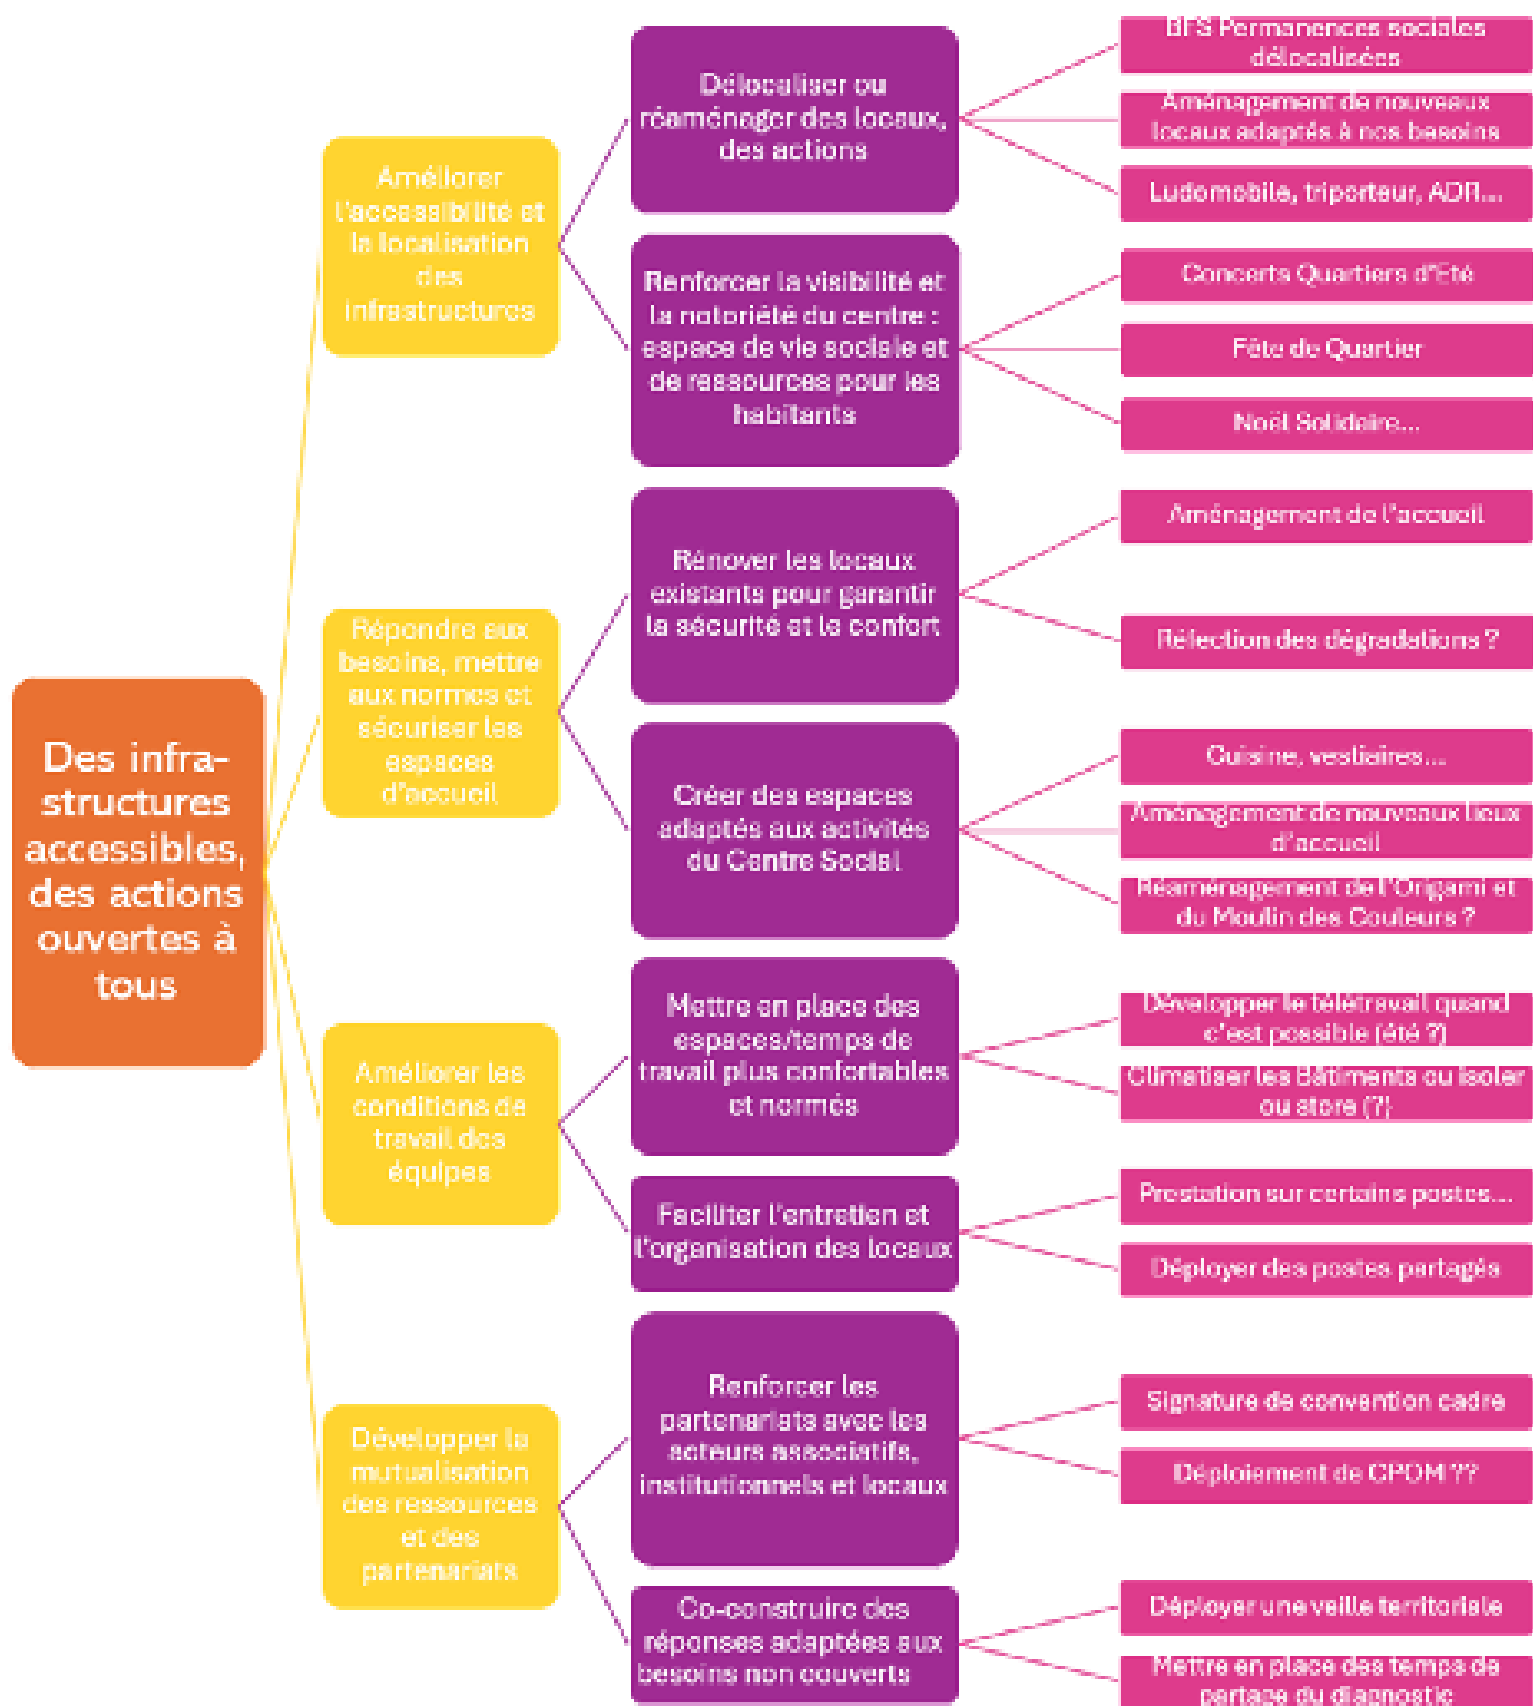 Des infra-
structures
accessibles,
des actions
ouvertes à
tous
Améliorer
l'accessibilité et
la localisation
des
infrastructures
Délocaliser ou
réaménager des locaux,
des actions
BFS Permanences sociales
délocalisées
Aménagement de nouveaux
locaux adaptés à nos besoins
Ludomobile, triporteur, ADR...
Renforcer la visibilité et
la notoriété du centre :
espace de vie sociale et
de ressources pour les
habitants
Concerts Quartiers d'Eté
Fête de Quartier
Noël Solidaire...
Répondre aux
besoins, mettre
aux normes et
sécuriser les
espaces
d'accueil
Rénover les locaux
existants pour garantir
la sécurité et le confort
Aménagement de l'accueil
Réfection des dégradations ?
Créer des espaces
adaptés aux activités
du Centre Social
Cuisine, vestiaires...
Aménagement de nouveaux lieux
d'accueil
Réaménagement de l'Origami et
du Moulin des Couleurs ?
Améliorer les
conditions de
travail des
équipes
Mettre en place des
espaces/temps de
travail plus confortables
et normés
Développer le télétravail quand
c'est possible (été ?)
Climatiser les Bâtiments ou isoler
ou store (?)
Faciliter l'entretien et
l'organisation des locaux
Prestation sur certains postes...
Déployer des postes partagés
Développer la
mutualisation
des ressources
et des
partenariats
Renforcer les
partenariats avec les
acteurs associatifs,
institutionnels et locaux
Signature de convention cadre
Déploiement de CPOM ??
Co-construire des
réponses adaptées aux
besoins non couverts
Déployer une veille territoriale
Mettre en place des temps de
partage du diagnostic